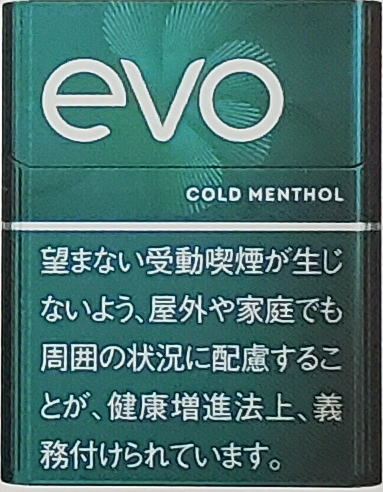 evo
COLD MENTHOL
望まない受動喫煙が生じ
ないよう、屋外や家庭でも
周囲の状況に配慮するこ
とが、健康増進法上、義
務付けられています。